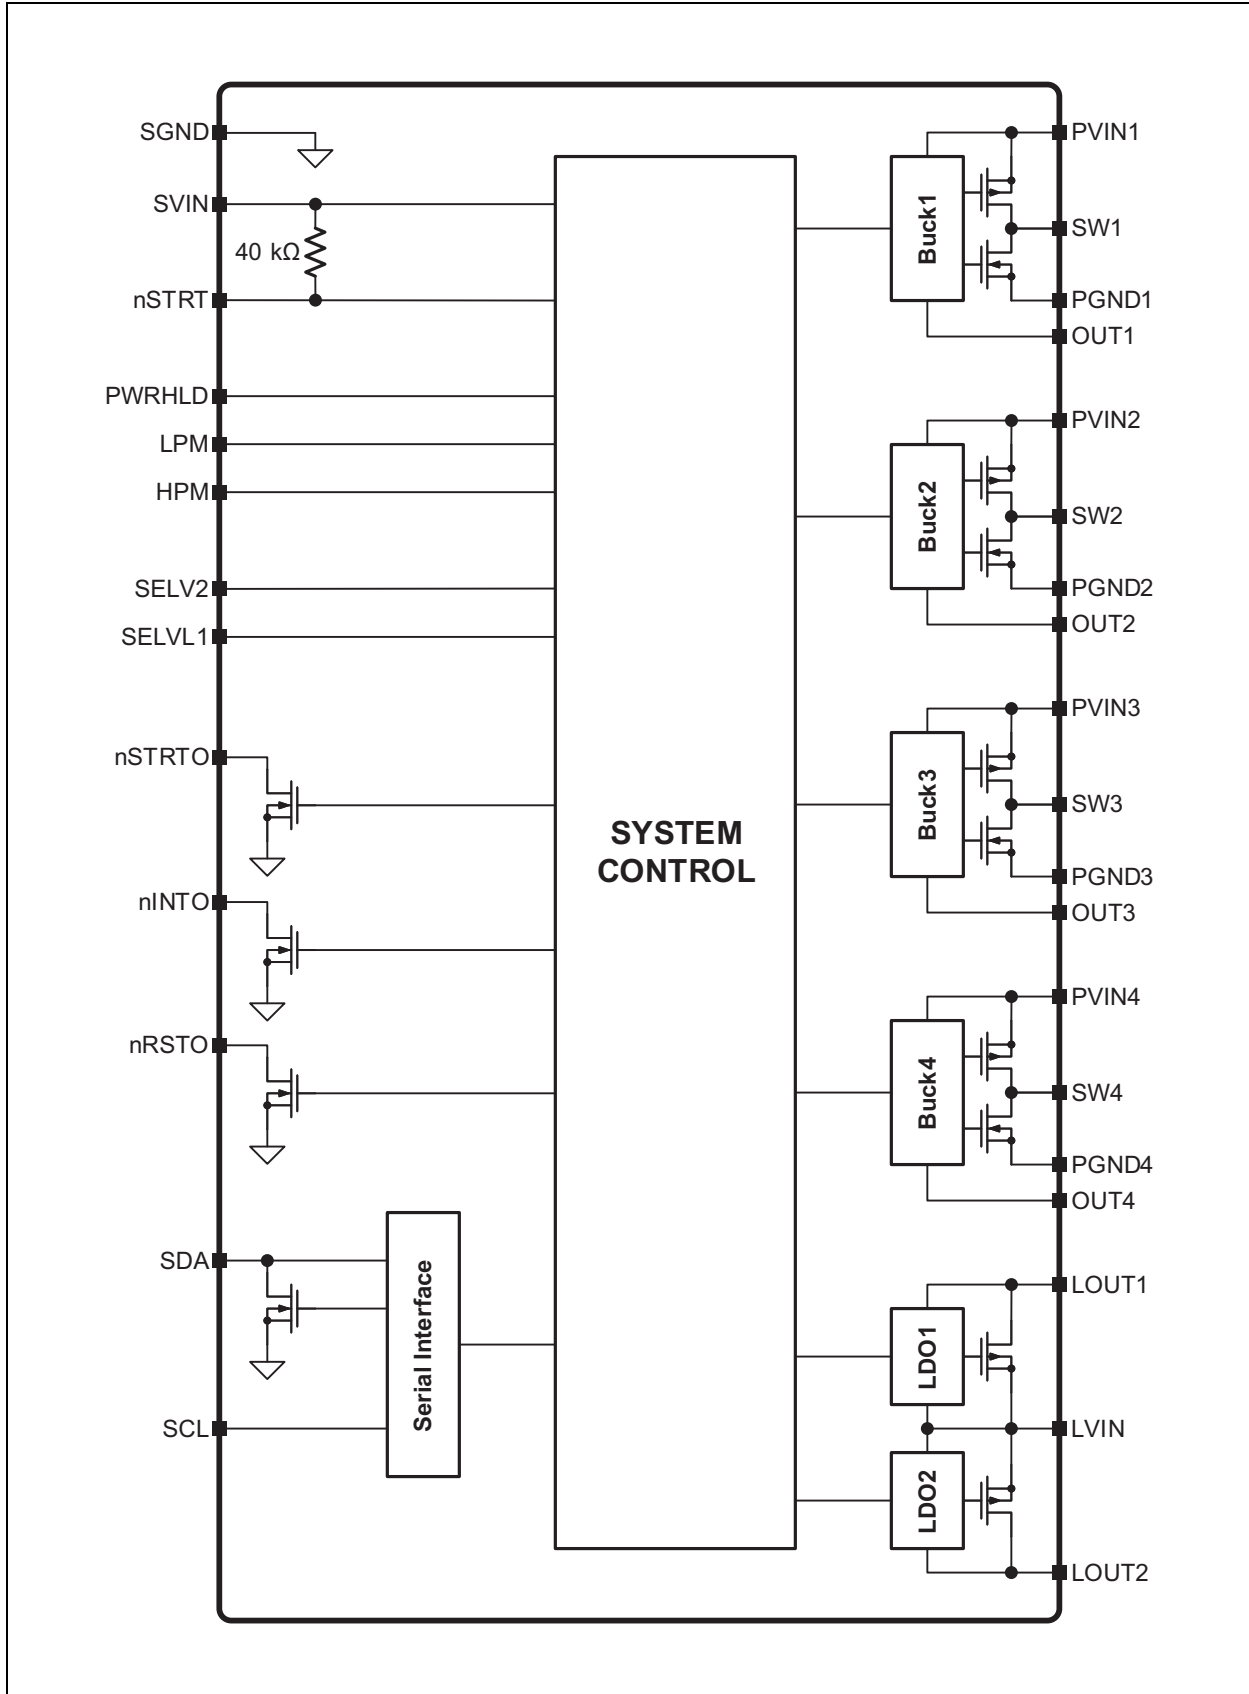 SGND
SVIN
40 kΩ
nSTRT
PWRHLD
LPM
HPM
SELV2
SELVL1
nSTRTO
nINTO
nRSTO
SDA
SCL
Serial Interface
SYSTEM
CONTROL
Buck1
PVIN1
SW1
PGND1
OUT1
Buck2
PVIN2
SW2
PGND2
OUT2
Buck3
PVIN3
SW3
PGND3
OUT3
Buck4
PVIN4
SW4
PGND4
OUT4
LDO1
LOUT1
LVIN
LDO2
LOUT2